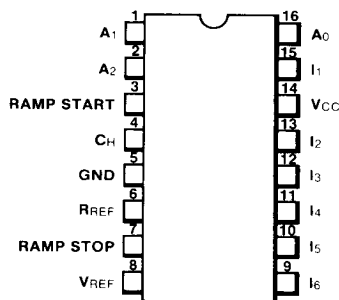 1 16
A1 A0
2 15
A2 I1
3 14
RAMP START VCC
4 13
CH I2
5 12
GND I3
6 11
RREF I4
7 10
RAMP STOP I5
8 9
VREF I6